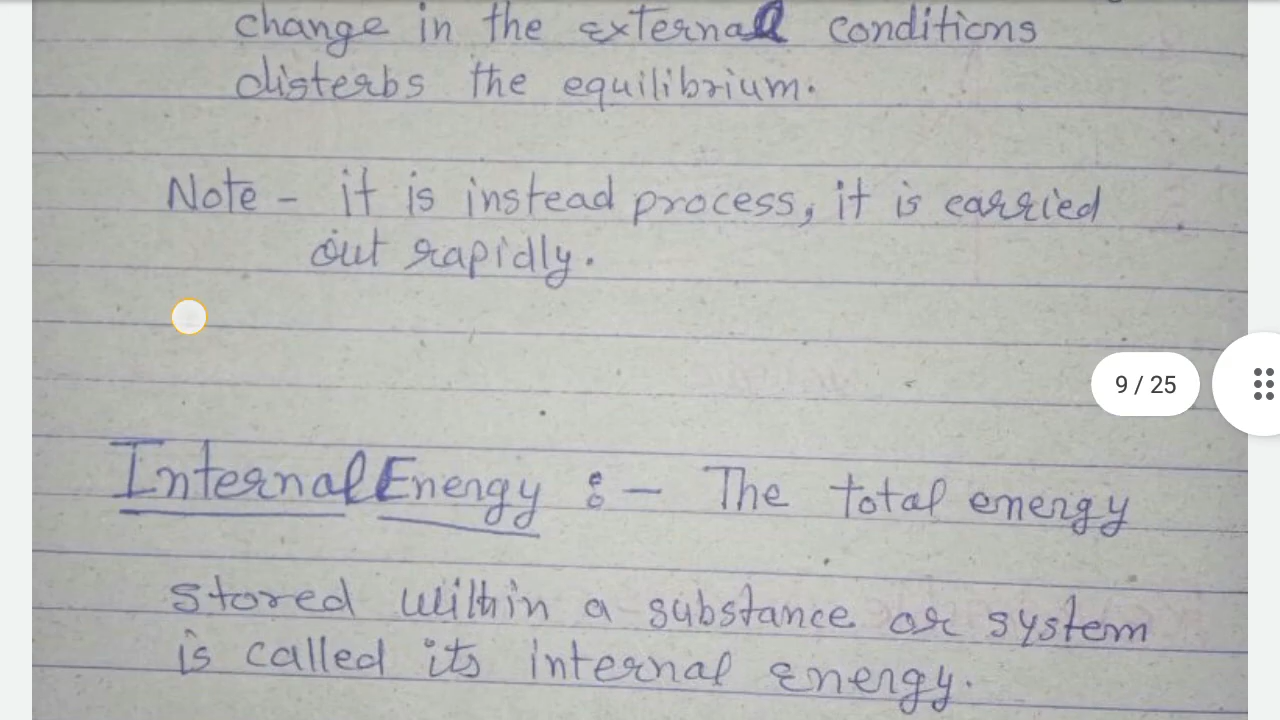 change in the external conditions
disterbs the equilibrium.
Note - it is instead process, it is carried
out rapidly.
9 / 25
Internal Energy :- The total energy
stored within a substance or system
is called its internal energy.